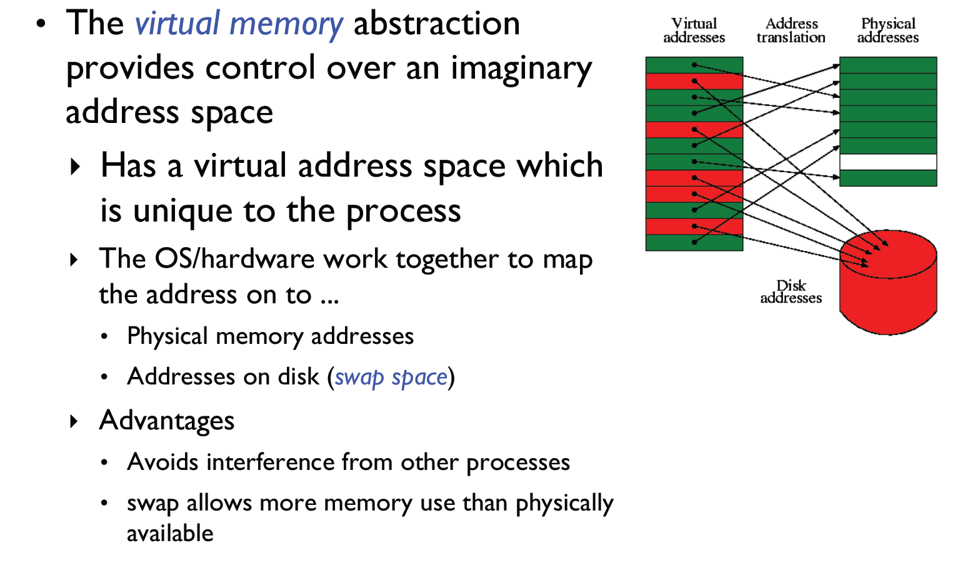 • The virtual memory abstraction
provides control over an imaginary
address space
‣ Has a virtual address space which
is unique to the process
‣ The OS/hardware work together to map
the address on to ...
• Physical memory addresses
• Addresses on disk (swap space)
‣ Advantages
• Avoids interference from other processes
• swap allows more memory use than physically
available
Virtual
addresses
Address
translation
Physical
addresses
Disk
addresses